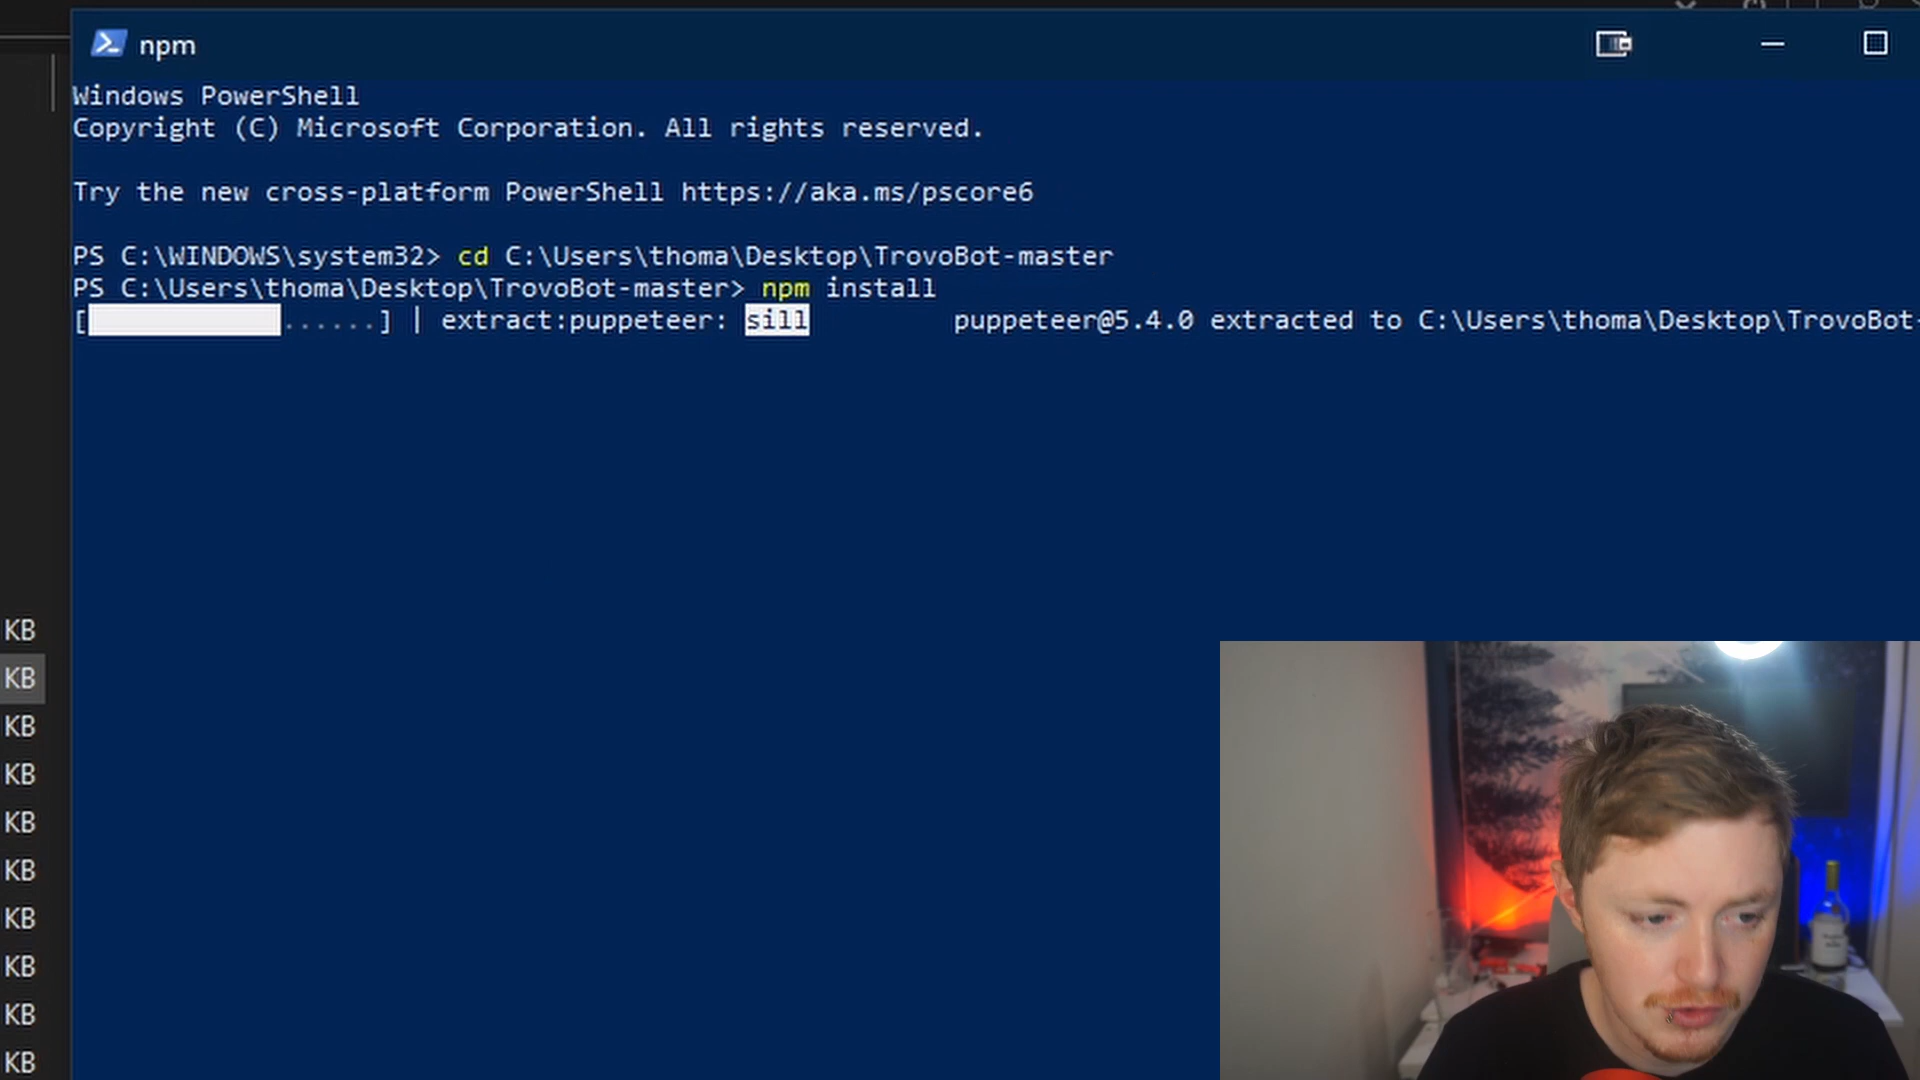 npm
Windows PowerShell
Copyright (C) Microsoft Corporation. All rights reserved.
Try the new cross-platform PowerShell https://aka.ms/pscore6
PS C:\WINDOWS\system32> cd C:\Users\thoma\Desktop\TrovoBot-master
PS C:\Users\thoma\Desktop\TrovoBot-master> npm install
[ ......] | extract:puppeteer: sill puppeteer@5.4.0 extracted to C:\Users\thoma\Desktop\TrovoBot-
KB
KB
KB
KB
KB
KB
KB
KB
KB
KB